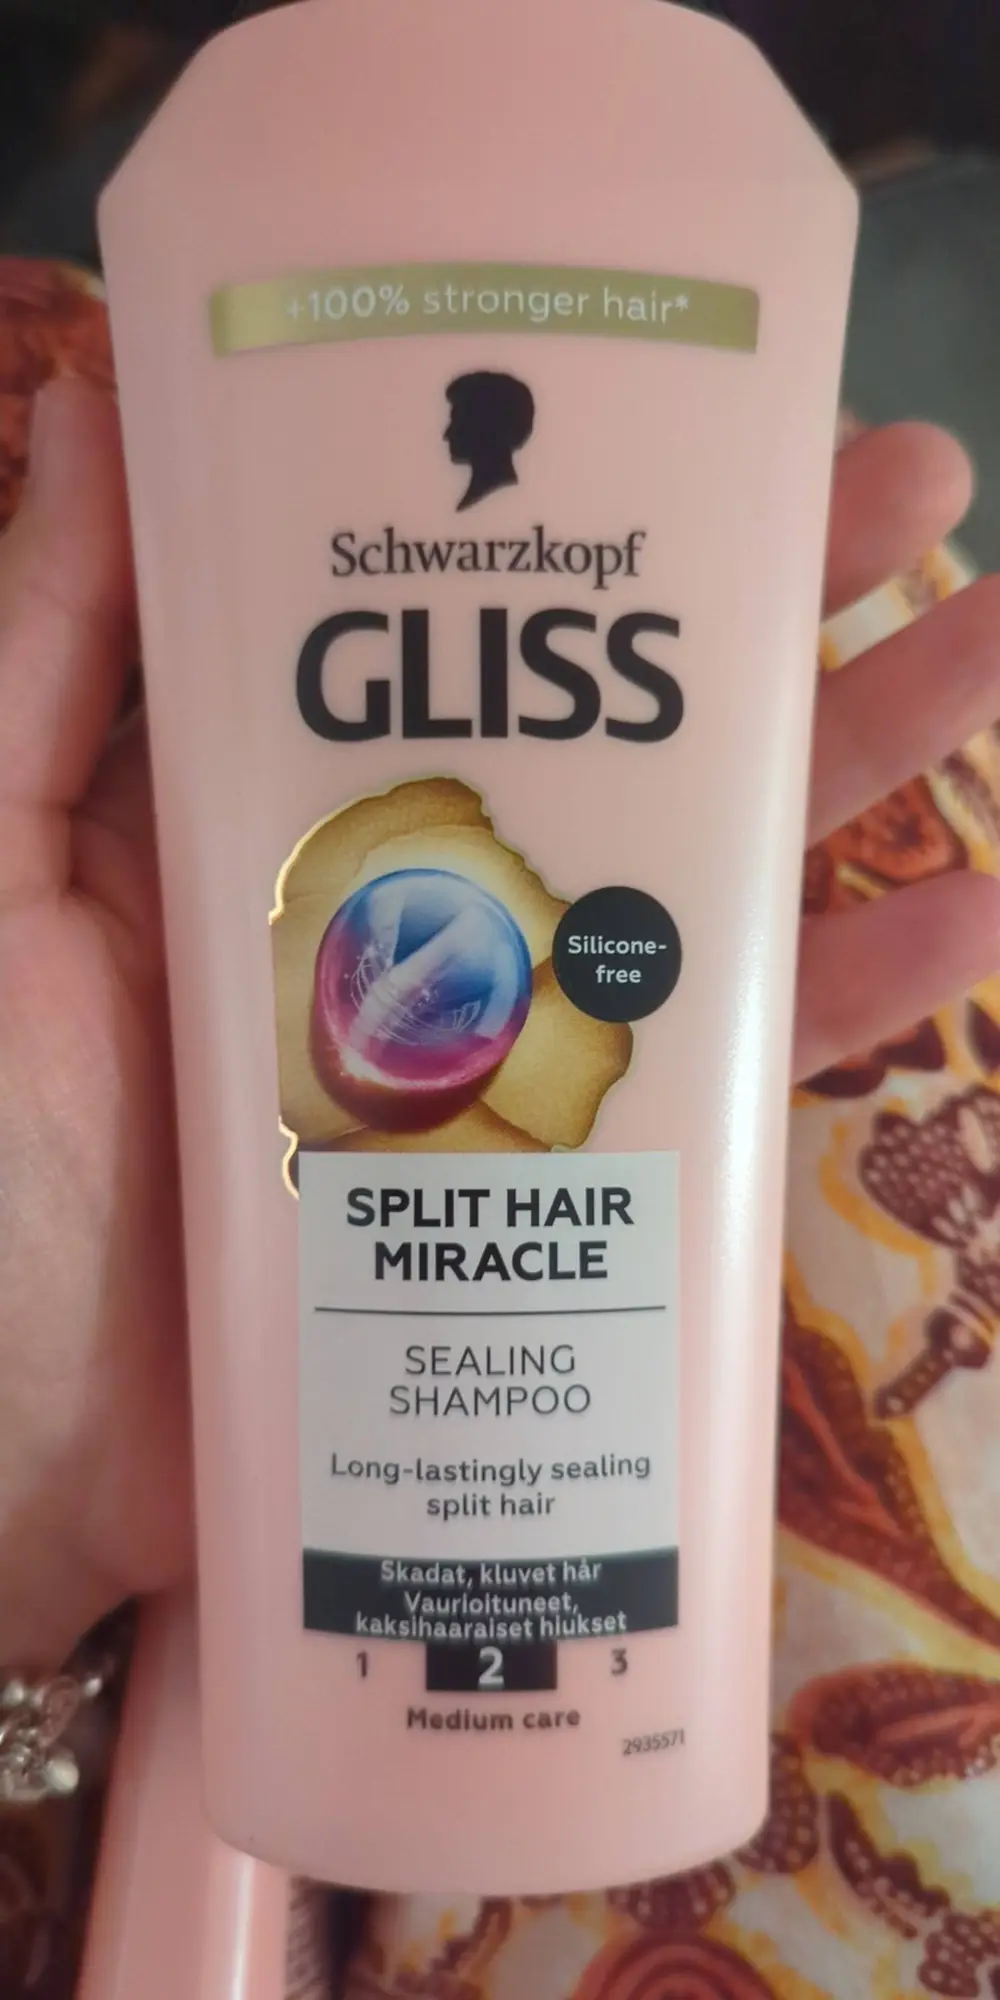 +100% stronger hair*
Schwarzkopf
GLISS
Silicone-
free
SPLIT HAIR
MIRACLE
SEALING
SHAMPOO
Long-lastingly sealing
split hair
Skadat, kluvet hår
Vaurioituneet,
kaksihaaraiset hiukset
1 2 3
Medium care
2935571